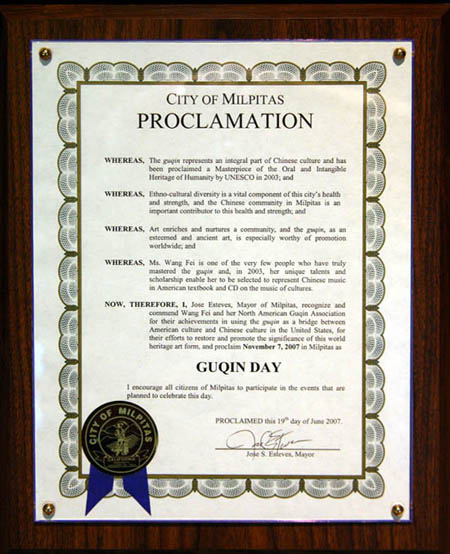 CITY OF MILPITAS
PROCLAMATION
WHEREAS, The guqin represents an integral part of Chinese culture and has
been proclaimed a Masterpiece of the Oral and Intangible
Heritage of Humanity by UNESCO in 2003; and
WHEREAS, Ethno-cultural diversity is a vital component of this city's health
and strength, and the Chinese community in Milpitas is an
important contributor to this health and strength; and
WHEREAS, Art enriches and nurtures a community, and the guqin, as an
esteemed and ancient art, is especially worthy of promotion
worldwide; and
WHEREAS, Ms. Wang Fei is one of the very few people who have truly
mastered the guqin and, in 2003, her unique talents and
scholarship enable her to be selected to represent Chinese music
in American textbook and CD on the music of cultures.
NOW, THEREFORE, I, Jose Esteves, Mayor of Milpitas, recognize and
commend Wang Fei and her North American Guqin Association
for their achievements in using the guqin as a bridge between
American culture and Chinese culture in the United States, for
their efforts to restore and promote the significance of this world
heritage art form, and proclaim November 7, 2007 in Milpitas as
GUQIN DAY
I encourage all citizens of Milpitas to participate in the events that are
planned to celebrate this day.
PROCLAIMED this 19th day of June 2007.
Jose S. Esteves, Mayor
CITY OF MILPITAS
CALIFORNIA